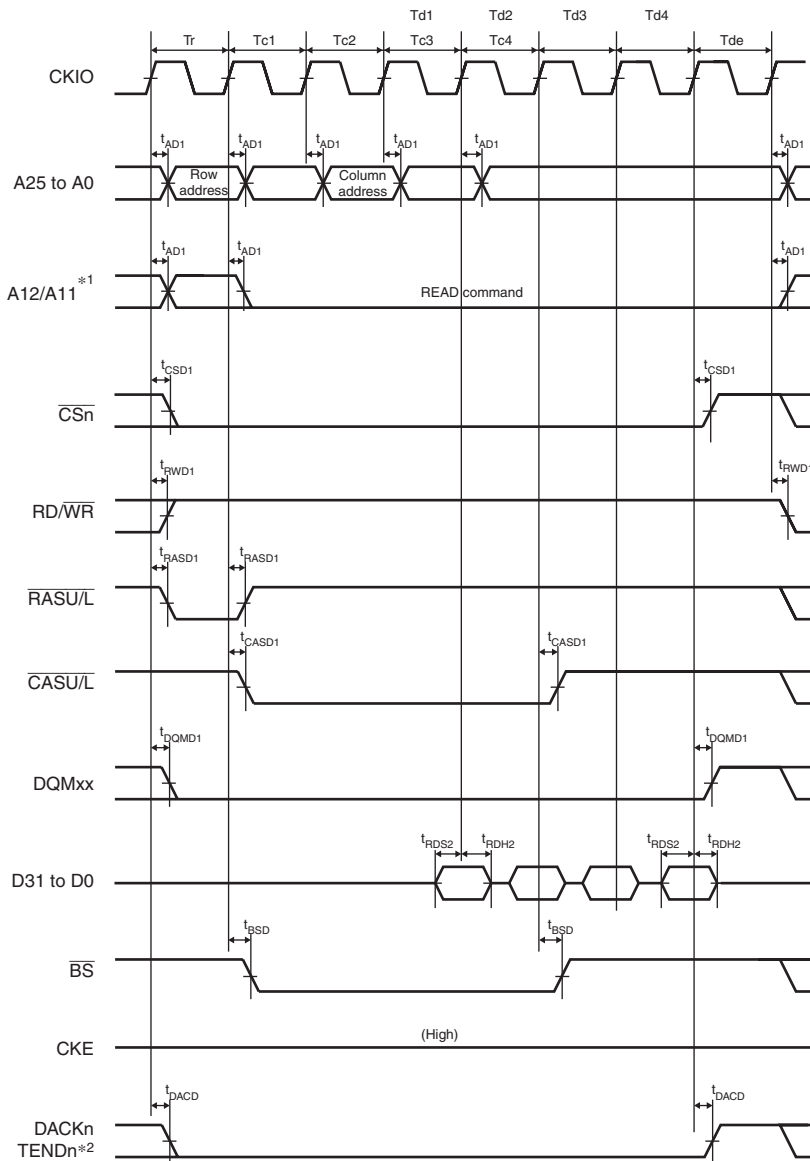 Td1 Td2 Td3 Td4
Tr Tc1 Tc2 Tc3 Tc4 Tde
CKIO
tAD1 tAD1 tAD1 tAD1 tAD1 tAD1
A25 to A0
Row address
Column address
tAD1 tAD1 tAD1
A12/A11*1
READ command
tCSD1 tCSD1
CSn
tRWD1 tRWD1
RD/WR
tRASD1 tRASD1
RASU/L
tCASD1 tCASD1
CASU/L
tDQMD1 tDQMD1
DQMxx
tRDS2 tRDH2 tRDS2 tRDH2
D31 to D0
tBSD tBSD
BS
(High)
CKE
tDACD tDACD
DACKn
TENDn*2